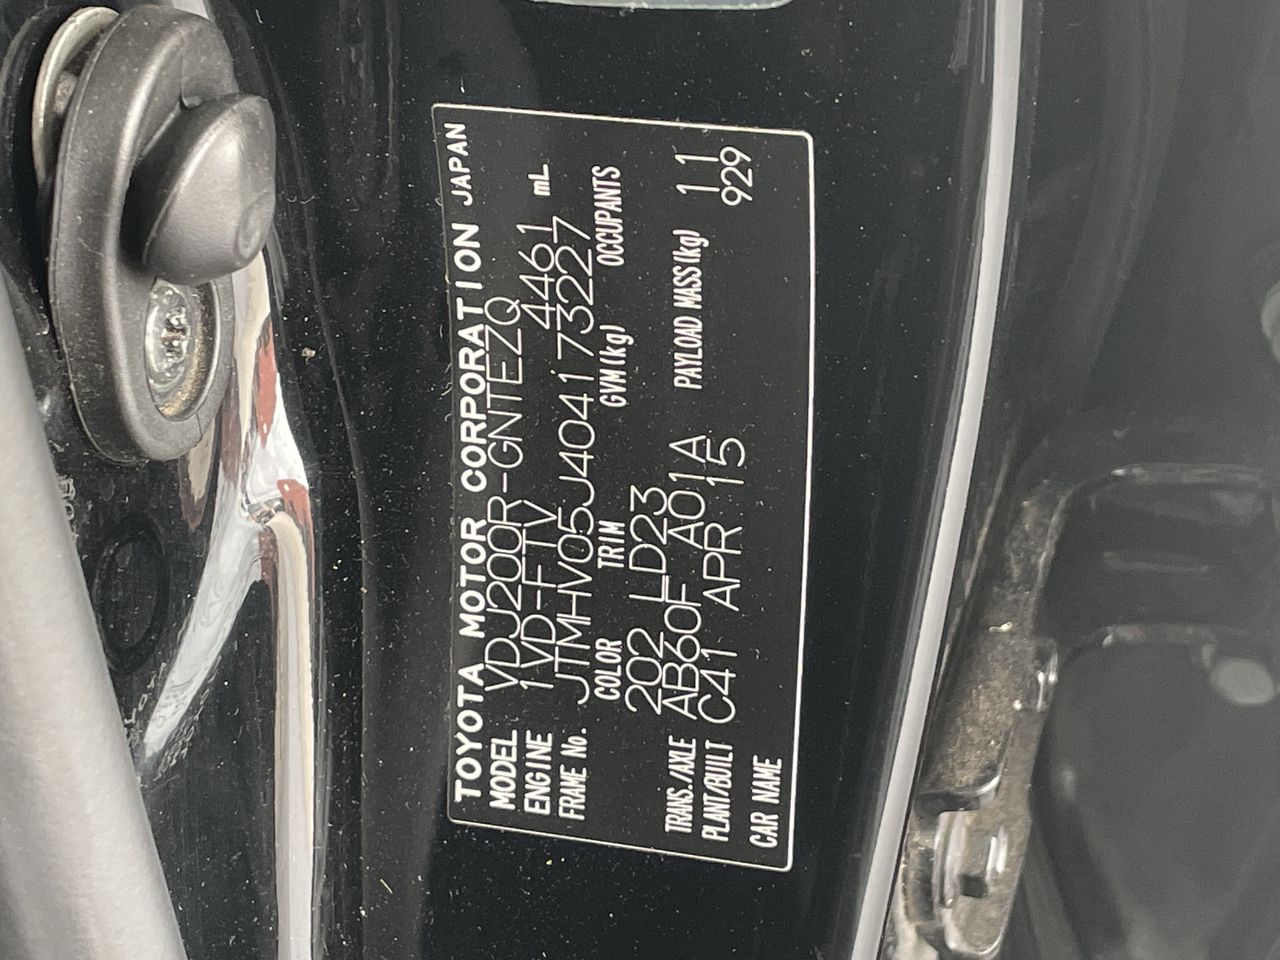 TOYOTA MOTOR CORPORATION JAPAN
MODEL VDJ200R-GNTEZQ
ENGINE 1VD-FTV 4461 mL
FRAME No. JTMHV05J404173227
COLOR TRIM GVM(kg) OCCUPANTS
202 LD23
TRANS./AXLE AB60F A01A PAYLOAD MASS(kg) 11
PLANT/BUILT C41 APR 15 929
CAR NAME